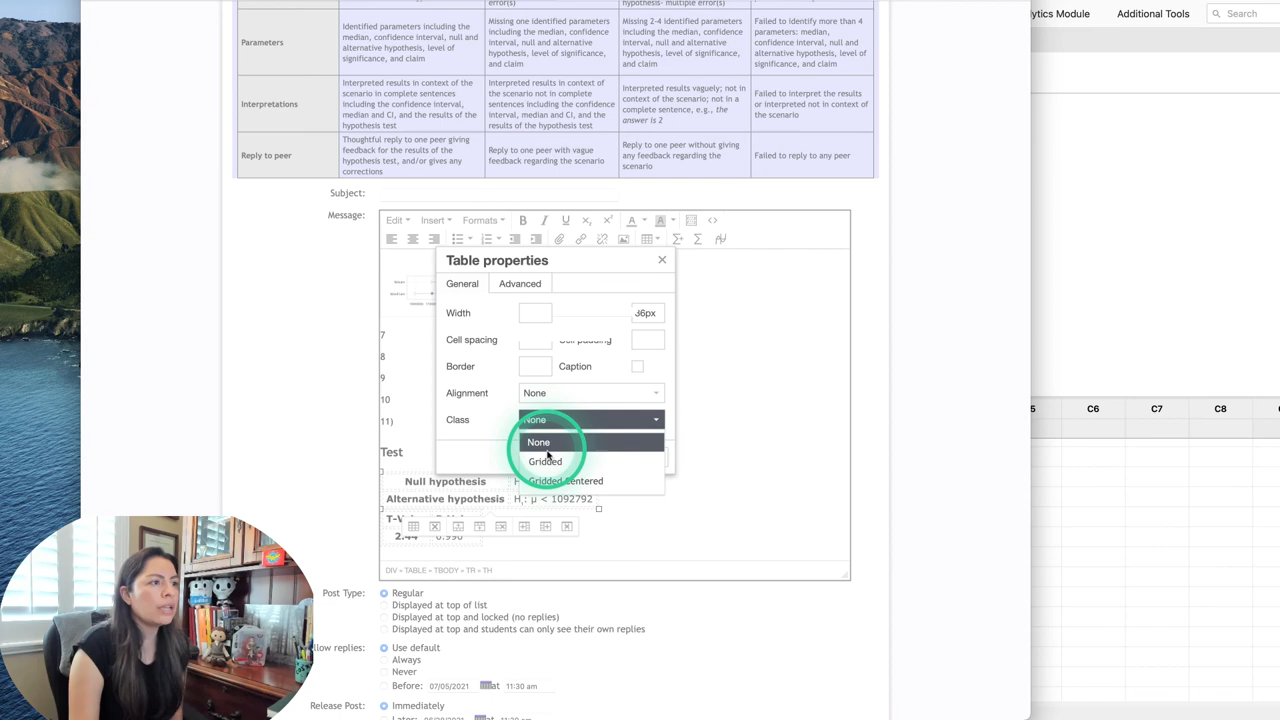 error(s)
hypothesis- multiple error(s)
lytics Module
Additional Tools
Search
Parameters
Identified parameters including the
median, confidence interval, null and
alternative hypothesis, level of
significance, and claim
Missing one identified parameters
including the median, confidence
interval, null and alternative
hypothesis, level of significance,
and claim
Missing 2-4 identified parameters
including the median, confidence
interval, null and alternative
hypothesis, level of significance,
and claim
Failed to identify more than 4
parameters: median,
confidence interval, null and
alternative hypothesis, level of
significance, and claim
Interpretations
Interpreted results in context of the
scenario in complete sentences
including the confidence interval,
median and CI, and the results of the
hypothesis test
Interpreted results in context of
the scenario not in complete
sentences including the confidence
interval, median and CI, and the
results of the hypothesis test
Interpreted results vaguely; not in
context of the scenario; not in a
complete sentence, e.g., the
answer is 2
Failed to interpret the results
or interpreted not in context of
the scenario
Reply to peer
Thoughtful reply to one peer giving
feedback for the results of the
hypothesis test, and/or gives any
corrections
Reply to one peer with vague
feedback regarding the scenario
Reply to one peer without giving
any feedback regarding the
scenario
Failed to reply to any peer
Subject:
Message:
Edit
Insert
Formats
B I U x₂ x² A A <>
Table properties
General
Advanced
Width
36px
Cell spacing
Cell padding
Border
Caption
Alignment
None
Class
None
None
Gridded
Gridded Centered
Mean
Median
7
8
9
10
11)
Test
Null hypothesis
Alternative hypothesis
H₁: μ < 1092792
2.44
0.990
DIV » TABLE » TBODY » TR » TH
Post Type:
Regular
Displayed at top of list
Displayed at top and locked (no replies)
Displayed at top and students can only see their own replies
llow replies:
Use default
Always
Never
Before:
07/05/2021
at
11:30 am
Release Post:
Immediately
5
C6
C7
C8